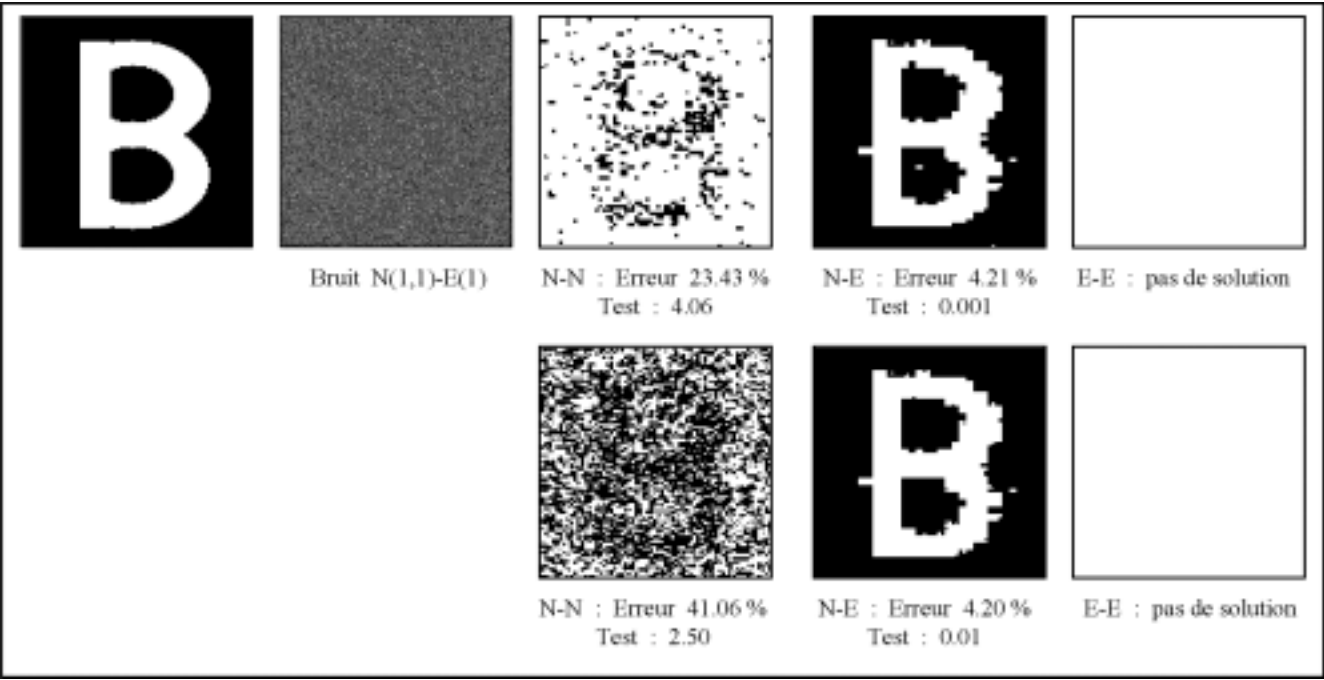 B
Bruit N(1,1)-E(1)
N-N : Erreur 23.43 %
Test : 4.06
N-E : Erreur 4.21 %
Test : 0.001
E-E : pas de solution
B
B
N-N : Erreur 41.06 %
Test : 2.50
N-E : Erreur 4.20 %
Test : 0.01
E-E : pas de solution